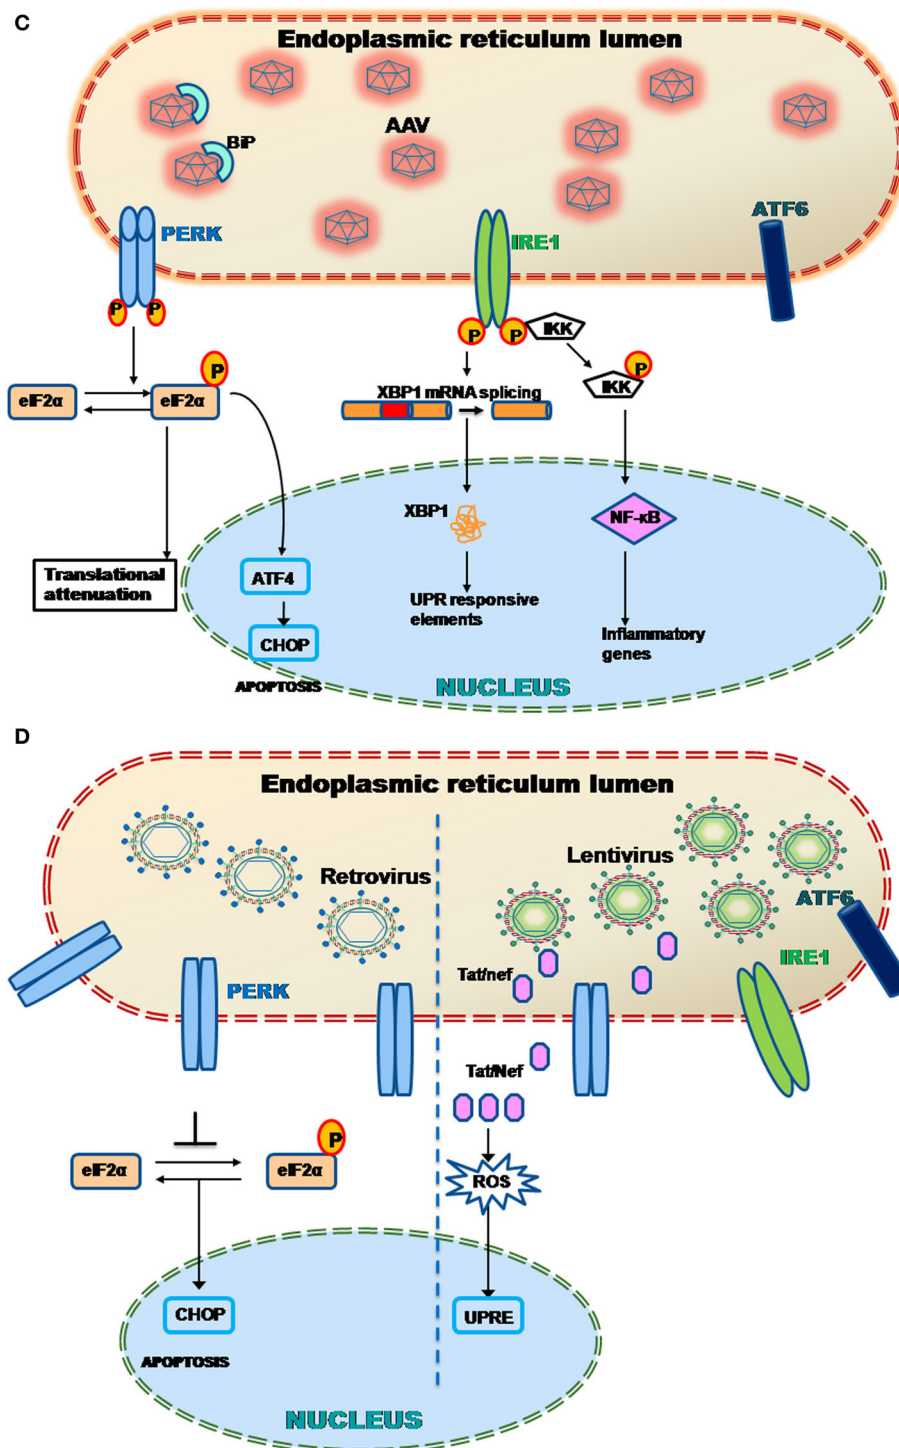 C
Endoplasmic reticulum lumen
AAV
BiP
ATF6
PERK
IRE1
P P
P P IKK
P
IKK
P
eIF2α eIF2α
XBP1 mRNA splicing
XBP1
NF-κB
Translational
attenuation
ATF4
UPR responsive
elements
CHOP
Inflammatory
genes
APOPTOSIS
NUCLEUS
D
Endoplasmic reticulum lumen
Lentivirus
Retrovirus
ATF6
IRE1
Tat/nef
PERK
Tat/Nef
P
eIF2α eIF2α
ROS
CHOP
UPRE
APOPTOSIS
NUCLEUS